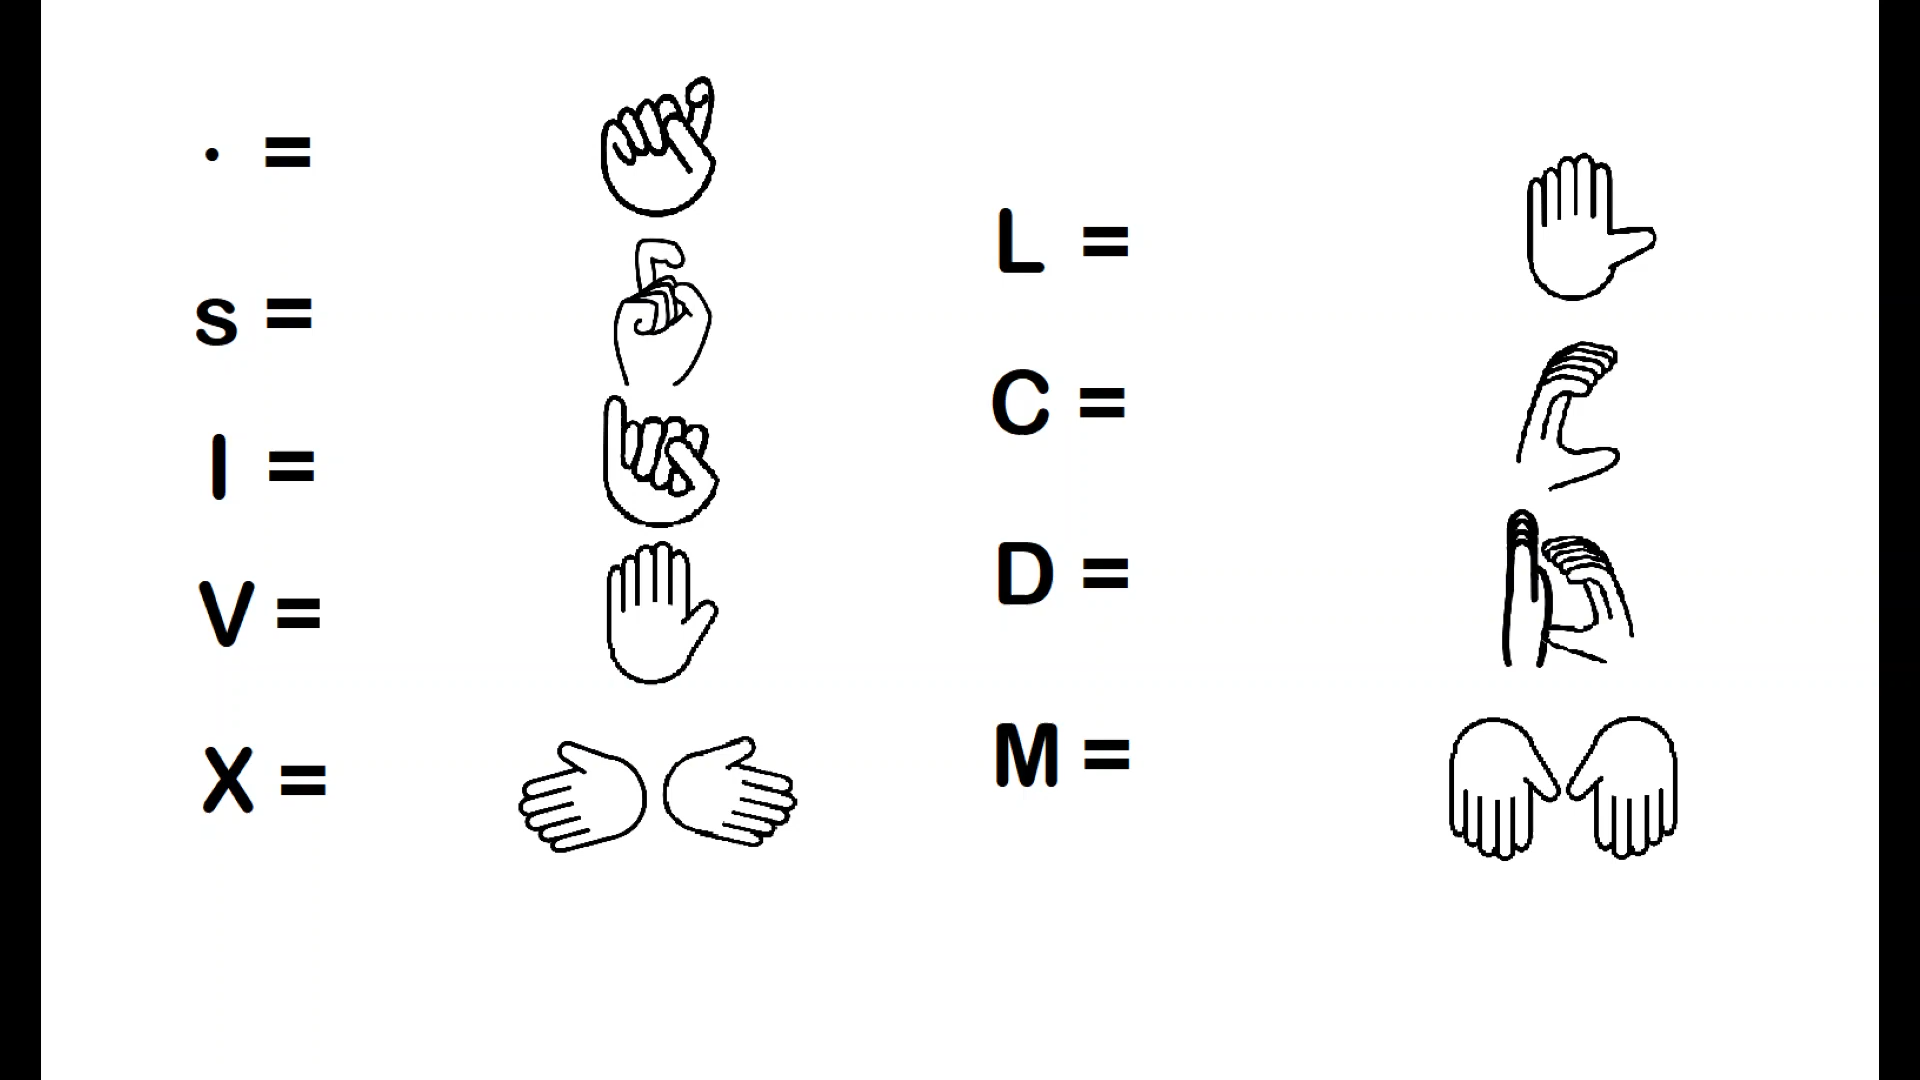 · =
s =
I =
V =
X =
L =
C =
D =
M =